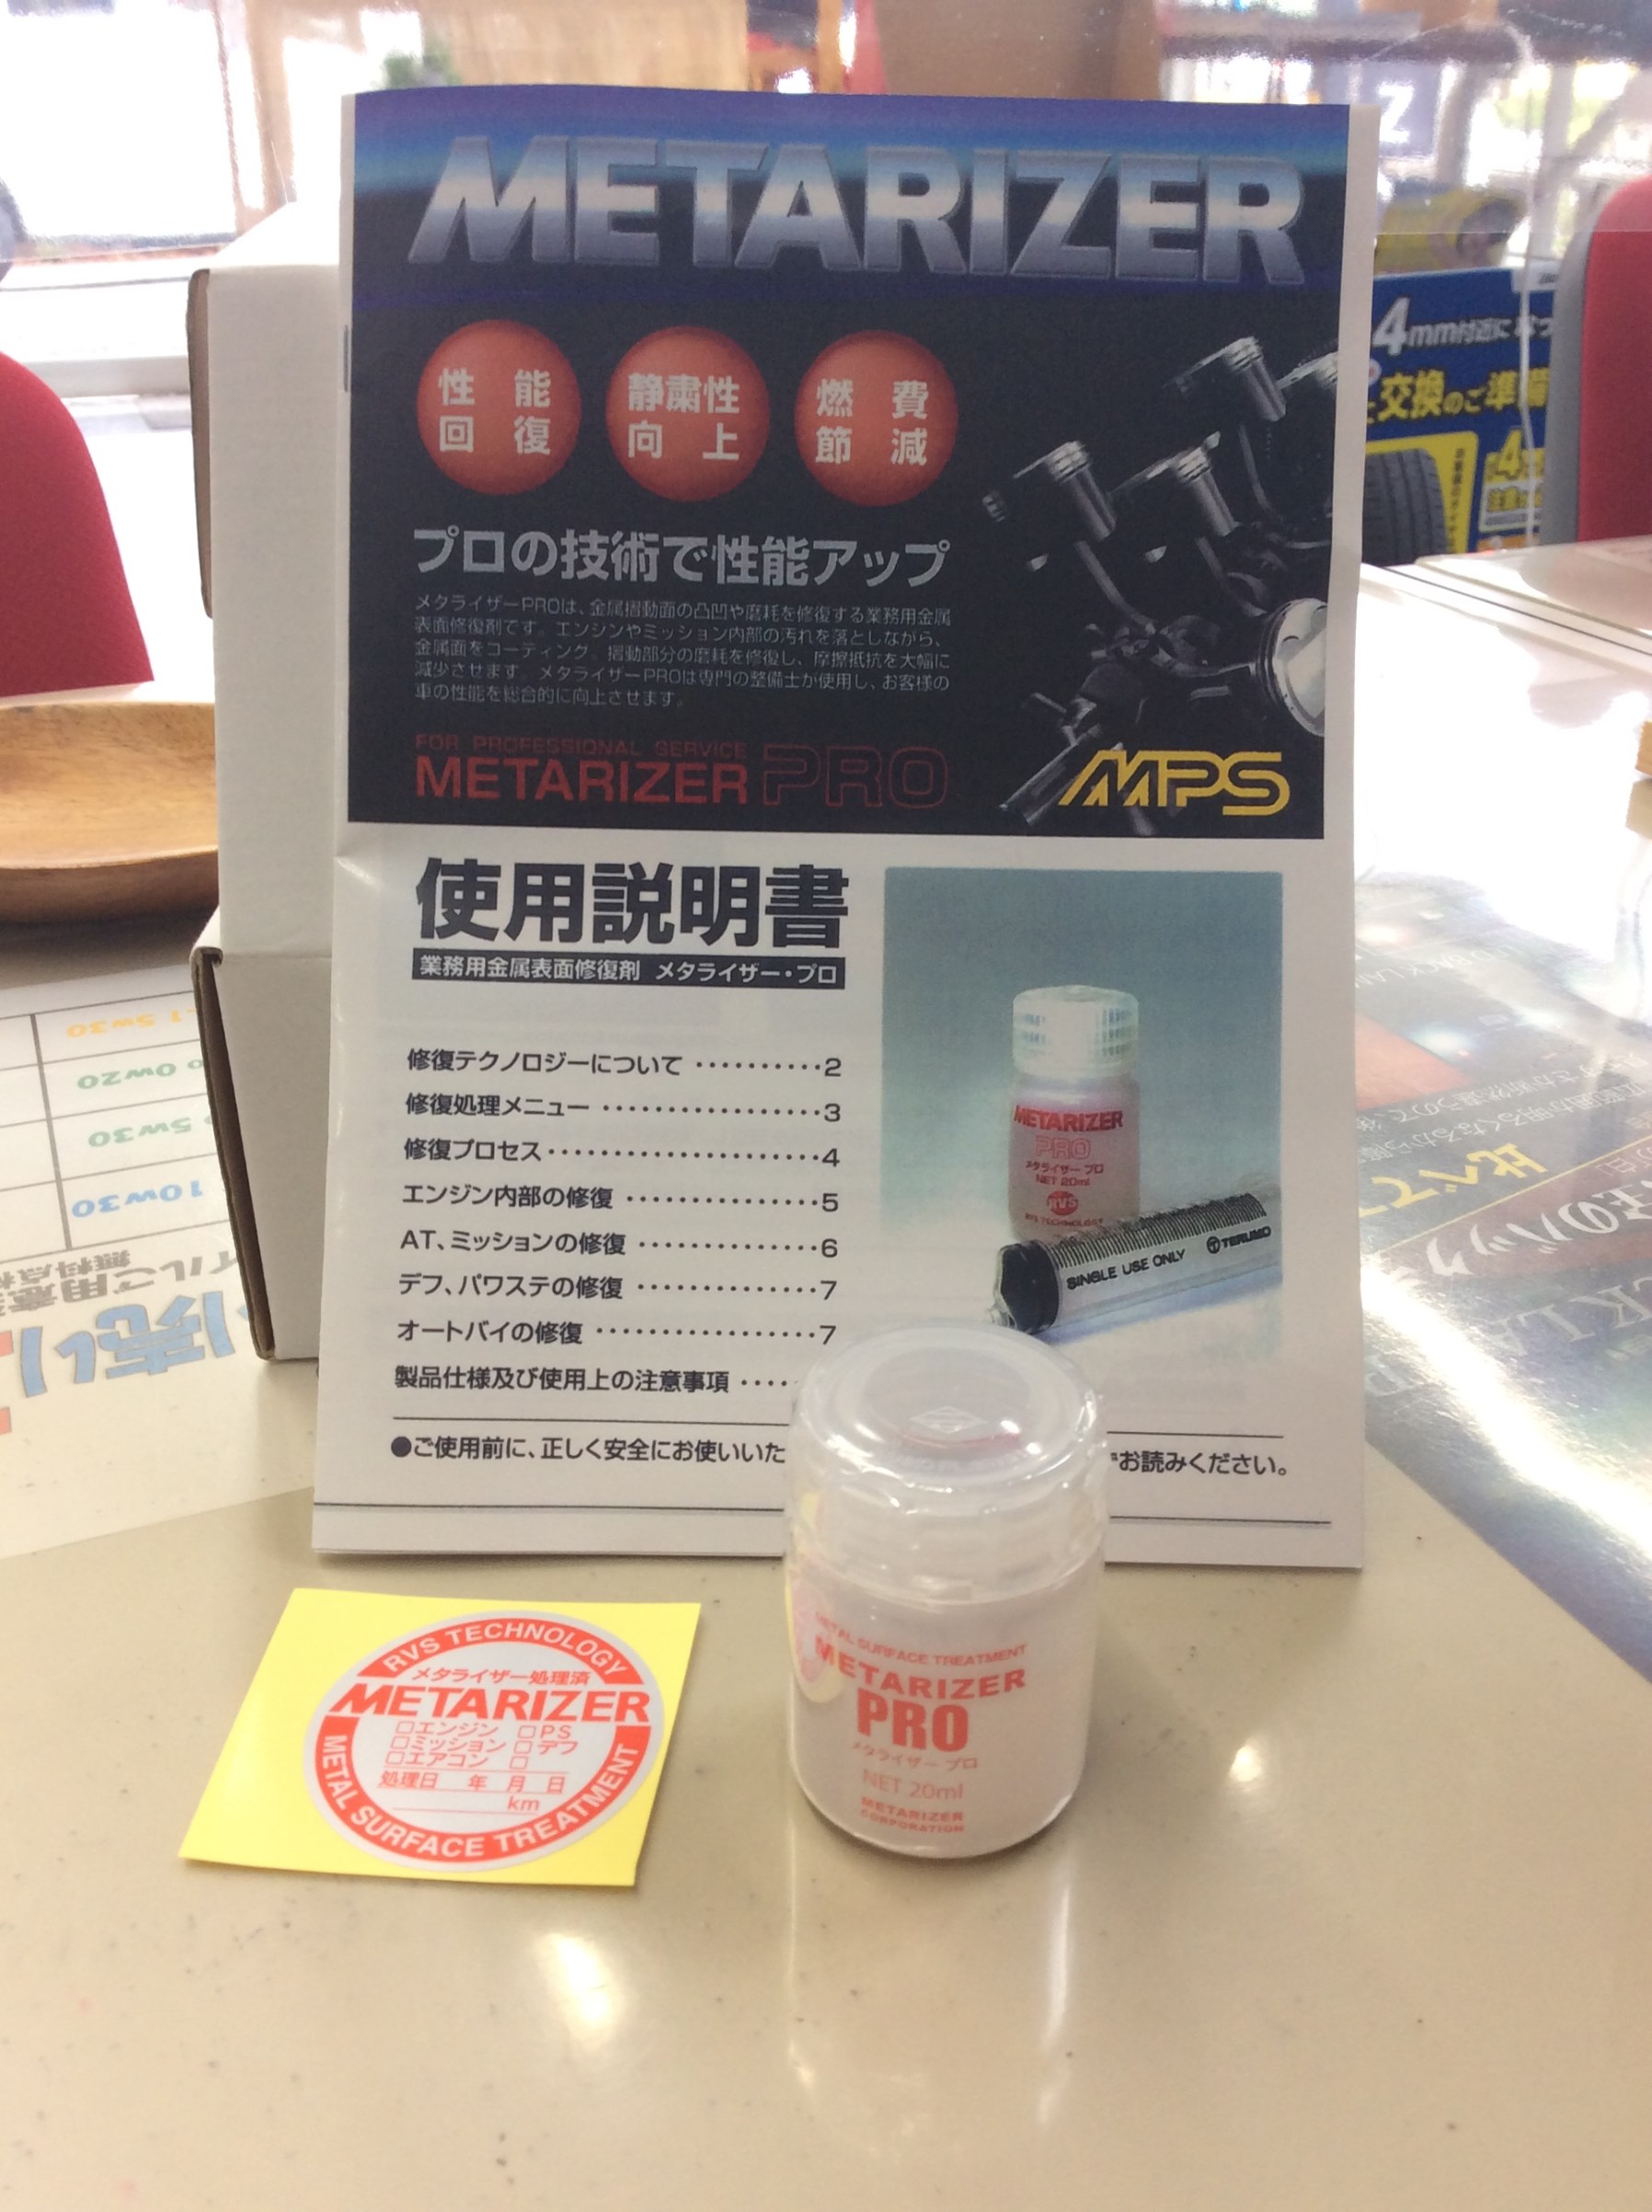 METARIZER
性能
回復
静粛性
向上
燃費
節減
プロの技術で性能アップ
メタライザーPROは、金属摺動面の凸凹や磨耗を修復する業務用金属
表面修復剤です。エンジンやミッション内部の汚れを落としながら、
金属面をコーティング。摺動部分の磨耗を修復し、摩擦抵抗を大幅に
減少させます。メタライザーPROは専門の整備士が使用し、お客様の
車の性能を総合的に向上させます。
FOR PROFESSIONAL SERVICE
METARIZER PRO
MPS
使用説明書
業務用金属表面修復剤 メタライザー・プロ
修復テクノロジーについて ··········2
修復処理メニュー ··················3
修復プロセス······················4
エンジン内部の修復 ···············5
AT、ミッションの修復 ·············6
デフ、パワステの修復 ·············7
オートバイの修復 ·················7
製品仕様及び使用上の注意事項 ····
●ご使用前に、正しく安全にお使いいた
お読みください。
METARIZER
PRO
メタライザー プロ
NET 20ml
RVS
RVS TECHNOLOGY
SINGLE USE ONLY
TERUMO
METAL SURFACE TREATMENT
METARIZER
PRO
メタライザー プロ
NET 20ml
METARIZER
CORPORATION
RVS TECHNOLOGY
メタライザー処理済
METARIZER
□エンジン □PS
□ミッション □デフ
□エアコン □
処理日 年 月 日
km
METAL SURFACE TREATMENT
4mm付近に
交換のご準備
5w30
0w20
5w30
10w30
無料点検
比べて